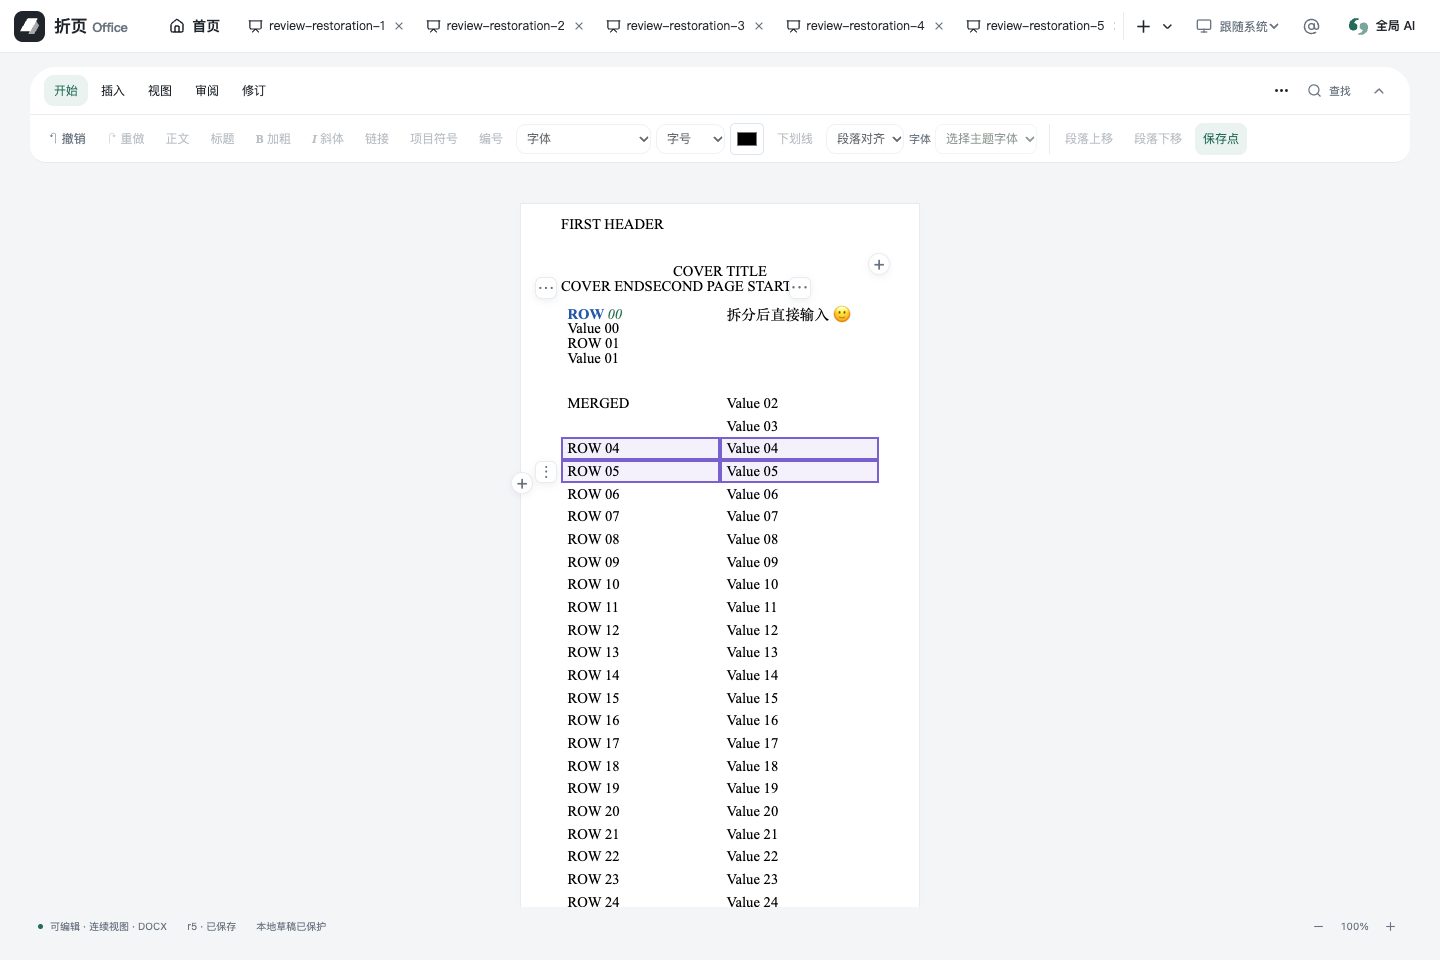 折页 Office
首页
review-restoration-1
review-restoration-2
review-restoration-3
review-restoration-4
review-restoration-5
跟随系统
全局 AI
开始 插入 视图 审阅 修订
查找
撤销 重做 正文 标题 B 加粗 I 斜体 链接 项目符号 编号 字体 字号 下划线 段落对齐 字体 选择主题字体 段落上移 段落下移 保存点
FIRST HEADER
COVER TITLE
COVER ENDSECOND PAGE START
ROW 00 拆分后直接输入 🙂
Value 00
ROW 01
Value 01
MERGED Value 02
Value 03
ROW 04 Value 04
ROW 05 Value 05
ROW 06 Value 06
ROW 07 Value 07
ROW 08 Value 08
ROW 09 Value 09
ROW 10 Value 10
ROW 11 Value 11
ROW 12 Value 12
ROW 13 Value 13
ROW 14 Value 14
ROW 15 Value 15
ROW 16 Value 16
ROW 17 Value 17
ROW 18 Value 18
ROW 19 Value 19
ROW 20 Value 20
ROW 21 Value 21
ROW 22 Value 22
ROW 23 Value 23
ROW 24 Value 24
可编辑 · 连续视图 · DOCX r5 · 已保存 本地草稿已保护
100%